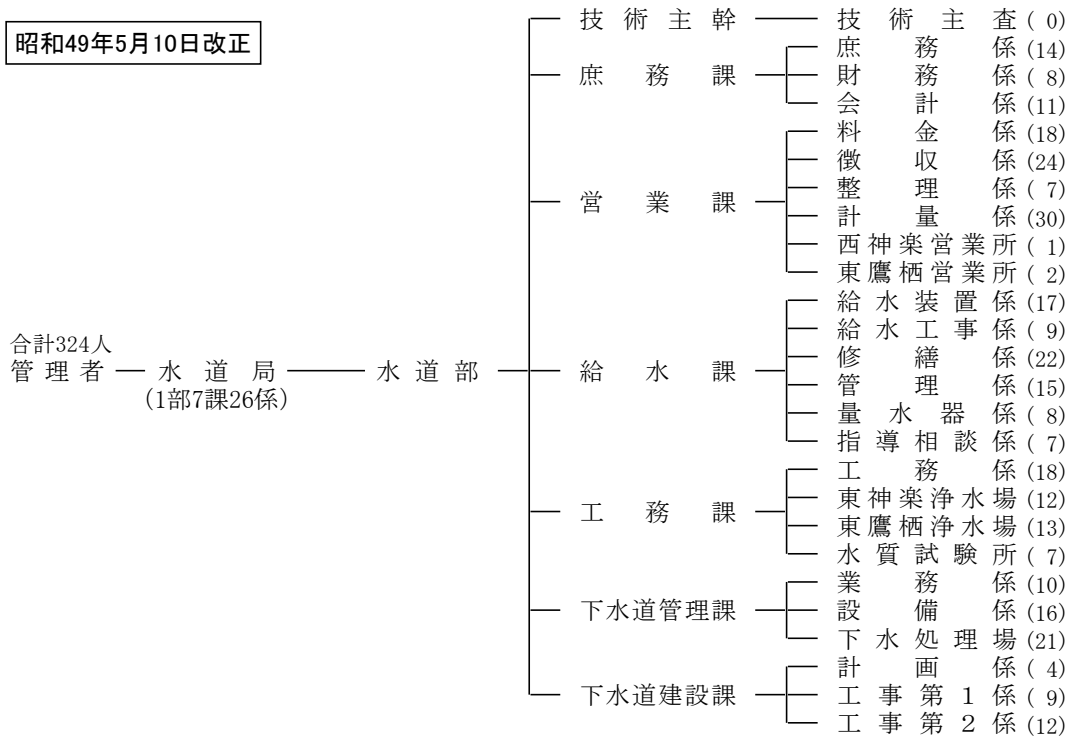 昭和49年5月10日改正
技術主幹 技術主査 ( 0)
庶務係 (14)
庶務課 財務係 ( 8)
会計係 (11)
料金係 (18)
徴収係 (24)
営業課 整理係 ( 7)
計量係 (30)
西神楽営業所 ( 1)
東鷹栖営業所 ( 2)
給水装置係 (17)
給水工事係 ( 9)
合計324人
管理者 水道局 水道部 給水課 修繕係 (22)
(1部7課26係)
管理係 (15)
量水器係 ( 8)
指導相談係 ( 7)
工務係 (18)
東神楽浄水場 (12)
工務課 東鷹栖浄水場 (13)
水質試験所 ( 7)
業務係 (10)
下水道管理課 設備係 (16)
下水処理場 (21)
計画係 ( 4)
下水道建設課 工事第1係 ( 9)
工事第2係 (12)